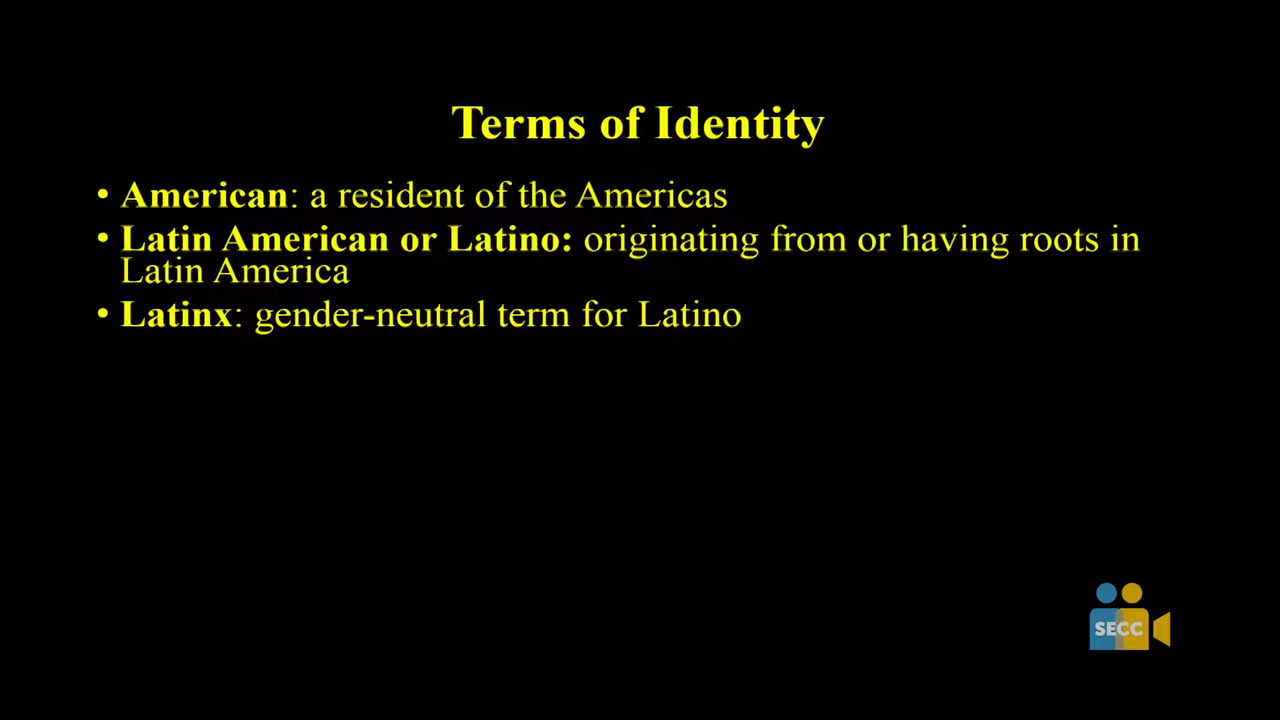 Terms of Identity
• American: a resident of the Americas
• Latin American or Latino: originating from or having roots in
Latin America
• Latinx: gender-neutral term for Latino
SECC